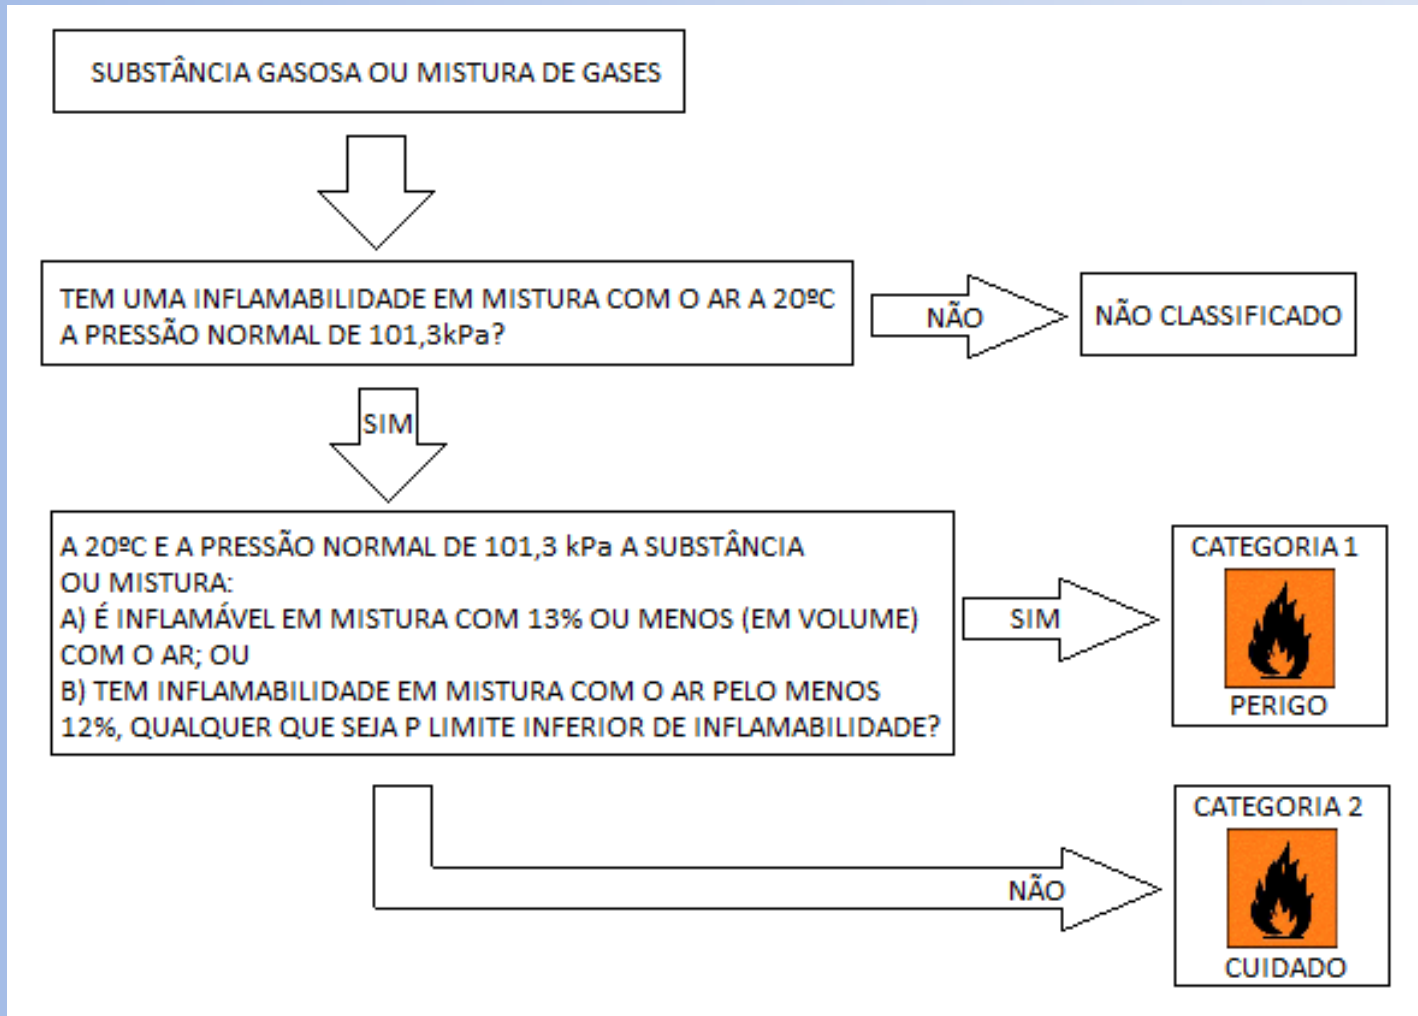 SUBSTÂNCIA GASOSA OU MISTURA DE GASES
TEM UMA INFLAMABILIDADE EM MISTURA COM O AR A 20ºC
A PRESSÃO NORMAL DE 101,3kPa?
NÃO
NÃO CLASSIFICADO
SIM
A 20ºC E A PRESSÃO NORMAL DE 101,3 kPa A SUBSTÂNCIA
OU MISTURA:
A) É INFLAMÁVEL EM MISTURA COM 13% OU MENOS (EM VOLUME)
COM O AR; OU
B) TEM INFLAMABILIDADE EM MISTURA COM O AR PELO MENOS
12%, QUALQUER QUE SEJA P LIMITE INFERIOR DE INFLAMABILIDADE?
SIM
CATEGORIA 1
PERIGO
NÃO
CATEGORIA 2
CUIDADO